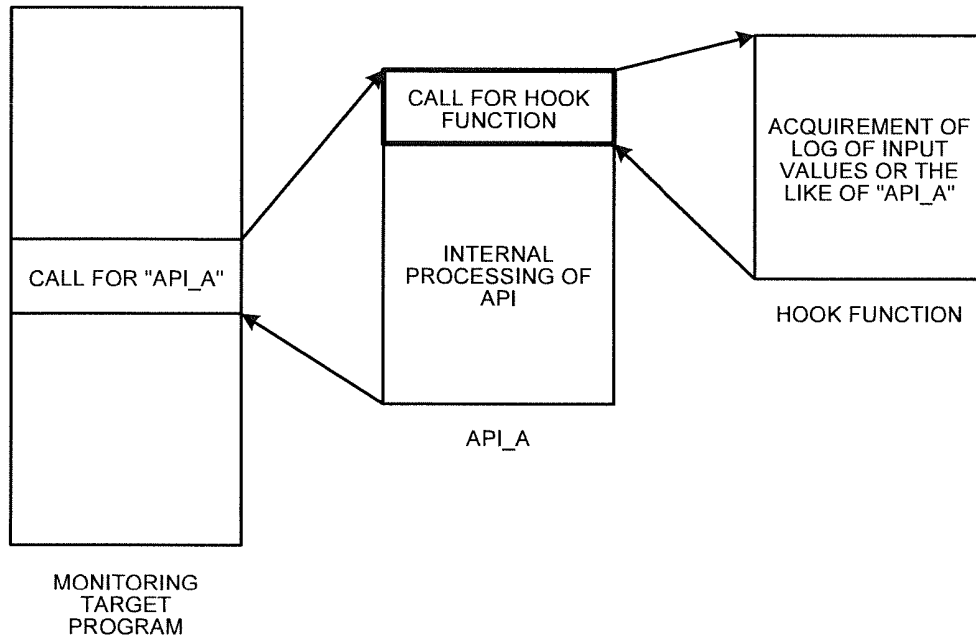 CALL FOR "API_A"
MONITORING
TARGET
PROGRAM
CALL FOR HOOK
FUNCTION
INTERNAL
PROCESSING OF
API
API_A
ACQUIREMENT OF
LOG OF INPUT
VALUES OR THE
LIKE OF "API_A"
HOOK FUNCTION